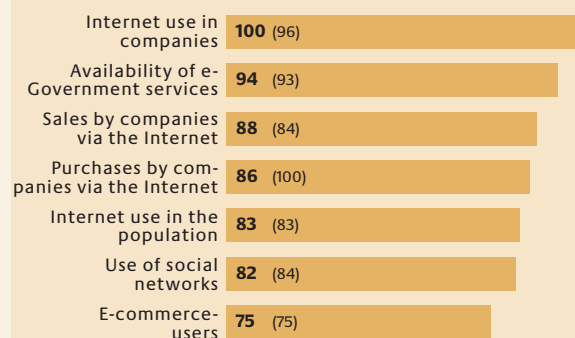 Internet use in
companies
100 (96)
Availability of e-
Government services
94 (93)
Sales by companies
via the Internet
88 (84)
Purchases by com-
panies via the Internet
86 (100)
Internet use in the
population
83 (83)
Use of social
networks
82 (84)
E-commerce-
users
75 (75)